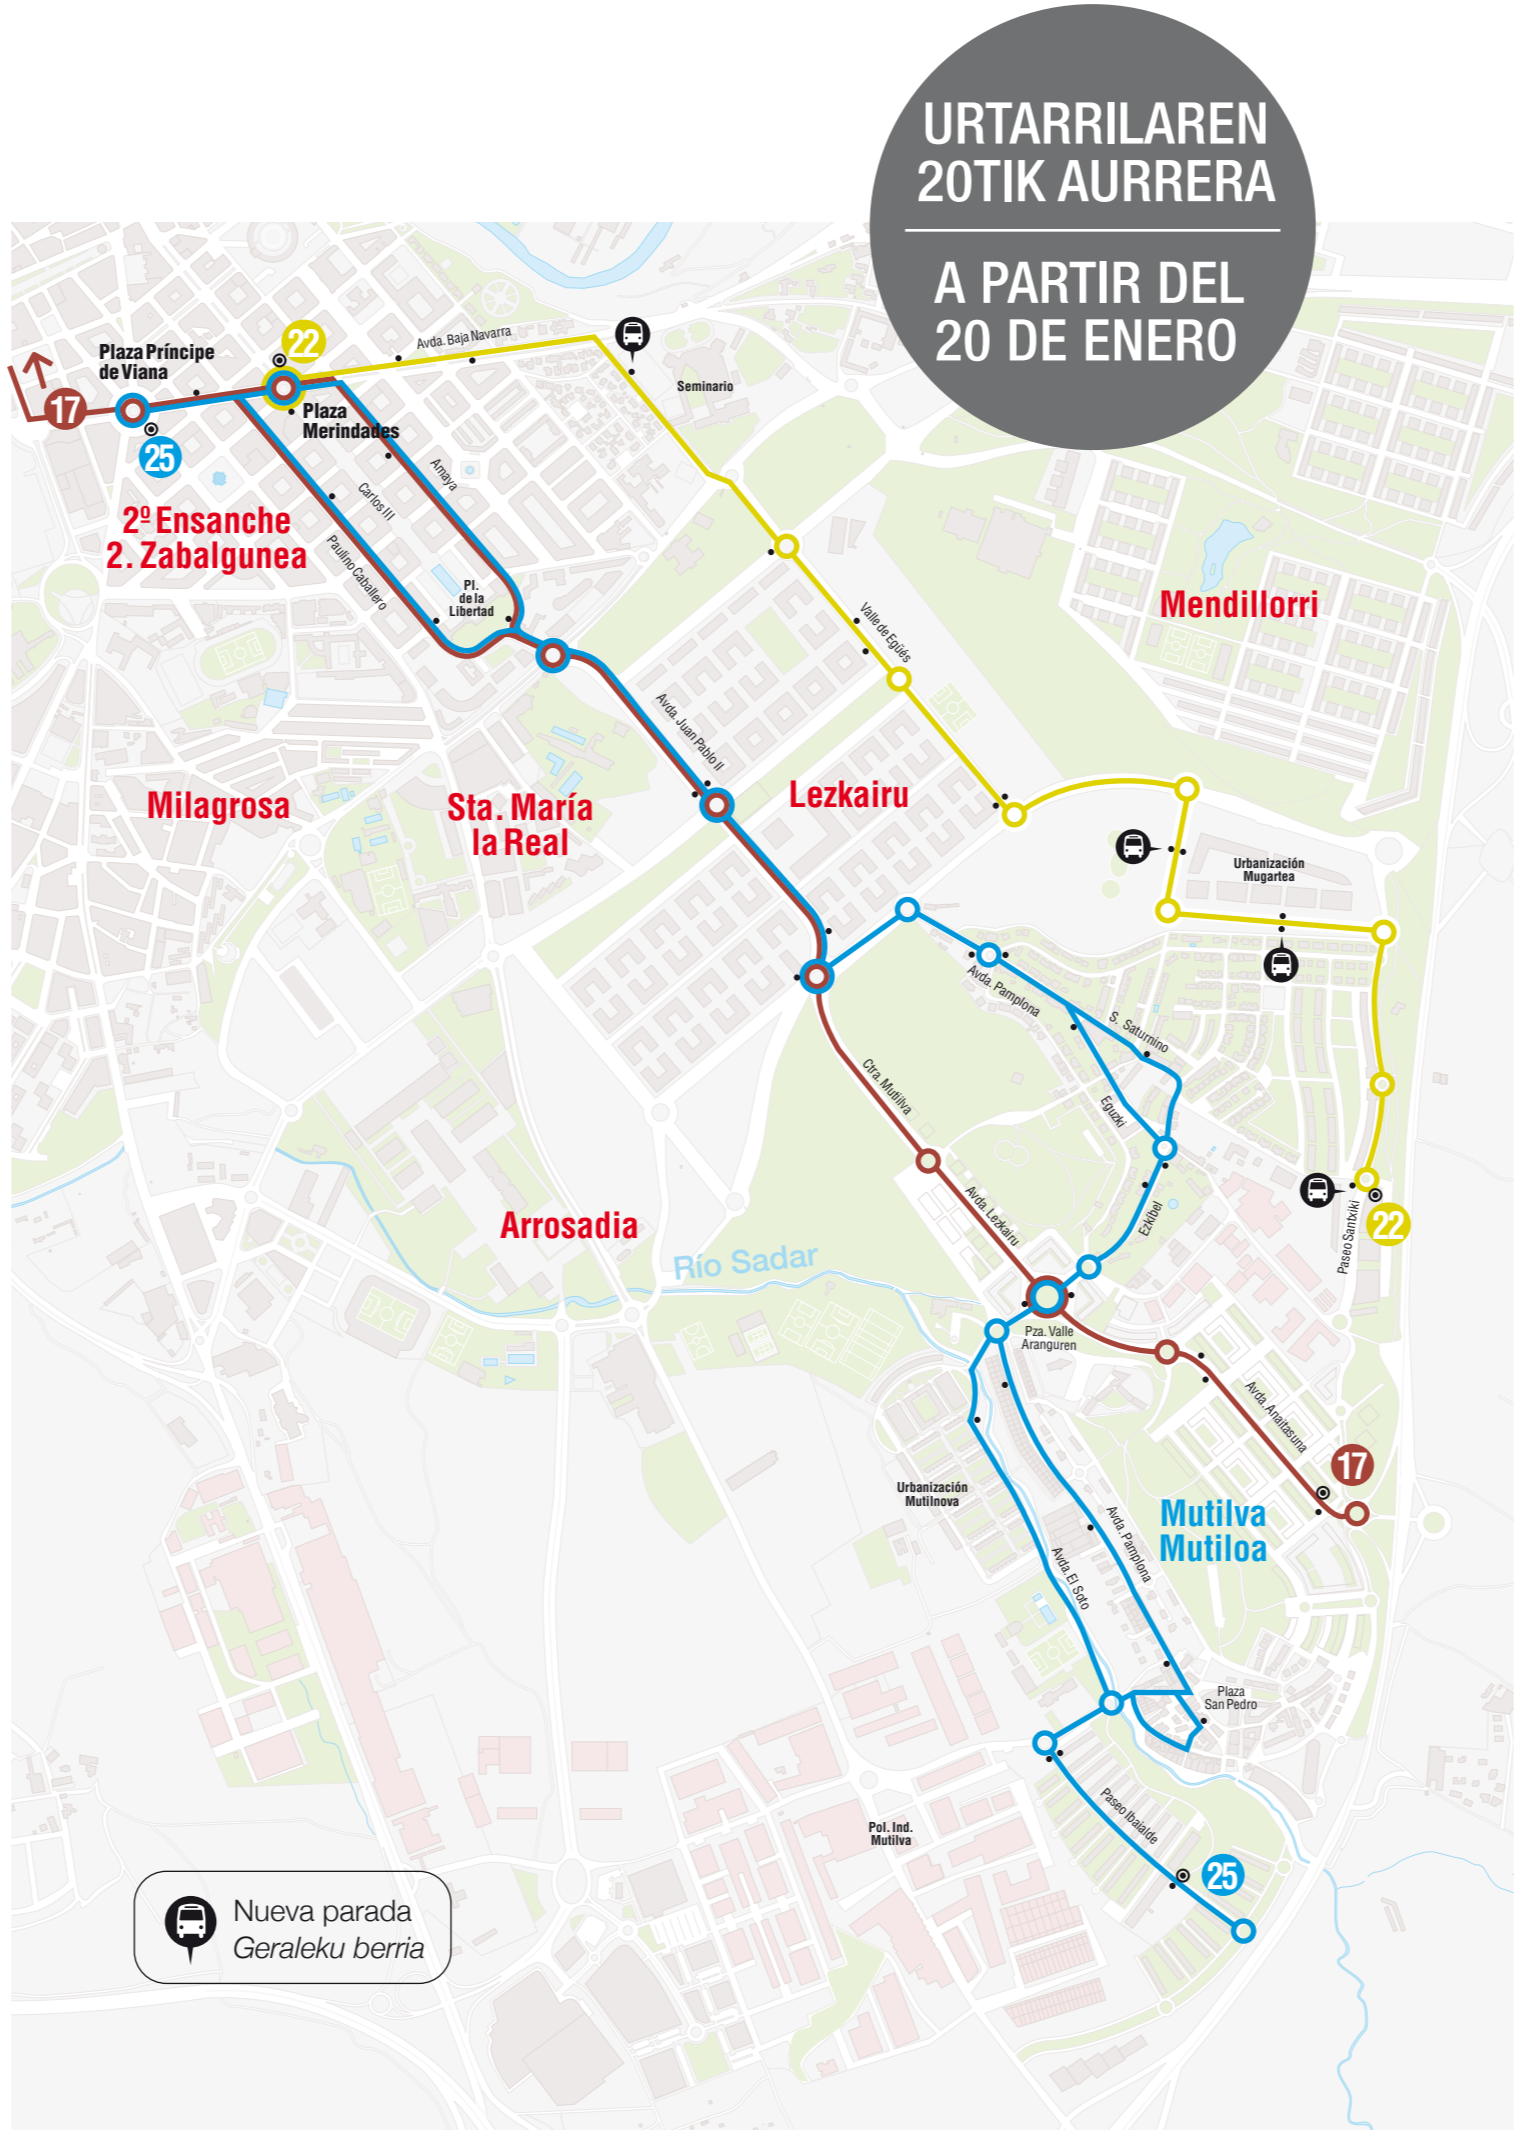 URTARRILAREN
20TIK AURRERA
A PARTIR DEL
20 DE ENERO
22
Avda. Baja Navarra
Plaza Príncipe
de Viana
Seminario
17
Plaza
Merindades
25
Amaya
Carlos III
2º Ensanche
2. Zabalgunea
Paulino Caballero
Pl.
de la
Libertad
Mendillorri
Valle de Egüés
Avda. Juan Pablo II
Milagrosa
Sta. María
la Real
Lezkairu
Urbanización
Mugartea
Avda. Pamplona
S. Saturnino
Ctra. Mutilva
Eguzki
Arrosadia
Avda. Lezkairu
Ezkibel
Paseo Santxiki
22
Río Sadar
Pza. Valle
Aranguren
Avda. Anaitasuna
17
Urbanización
Mutilnova
Avda. Pamplona
Mutilva
Mutiloa
Avda. El Soto
Plaza
San Pedro
Paseo Ibaialde
Pol. Ind.
Mutilva
25
Nueva parada
Geraleku berria